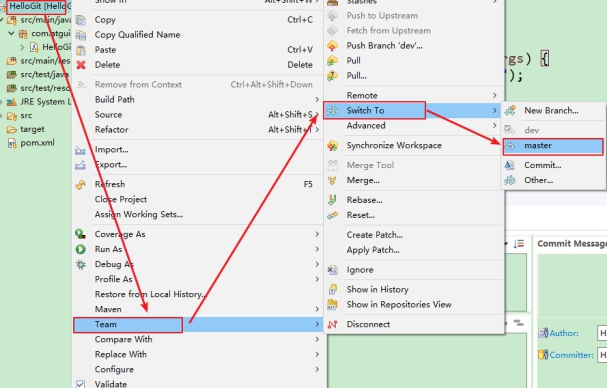 HelloGit [HelloG
src/main/java
com.atgui
HelloGi
src/main/res
src/test/java
src/test/reso
JRE System L
src
target
pom.xml
Show In Alt+Shift+W >
Copy Ctrl+C
Copy Qualified Name
Paste Ctrl+V
Delete Delete
Remove from Context Ctrl+Alt+Shift+Down
Build Path >
Source Alt+Shift+S >
Refactor Alt+Shift+T >
Import...
Export...
Refresh F5
Close Project
Assign Working Sets...
Coverage As >
Run As >
Debug As >
Profile As >
Restore from Local History...
Maven >
Team >
Compare With >
Replace With >
Configure >
Validate
Stashes >
Push to Upstream
Fetch from Upstream
Push Branch 'dev'...
Pull
Pull...
Remote >
Switch To >
Advanced >
Synchronize Workspace
Merge Tool
Merge...
Rebase...
Reset...
Create Patch...
Apply Patch...
Ignore
Show in History
Show in Repositories View
Disconnect
New Branch...
dev
master
Commit...
Other...
gs) {
");
Commit Message
Author: H
Committer: H